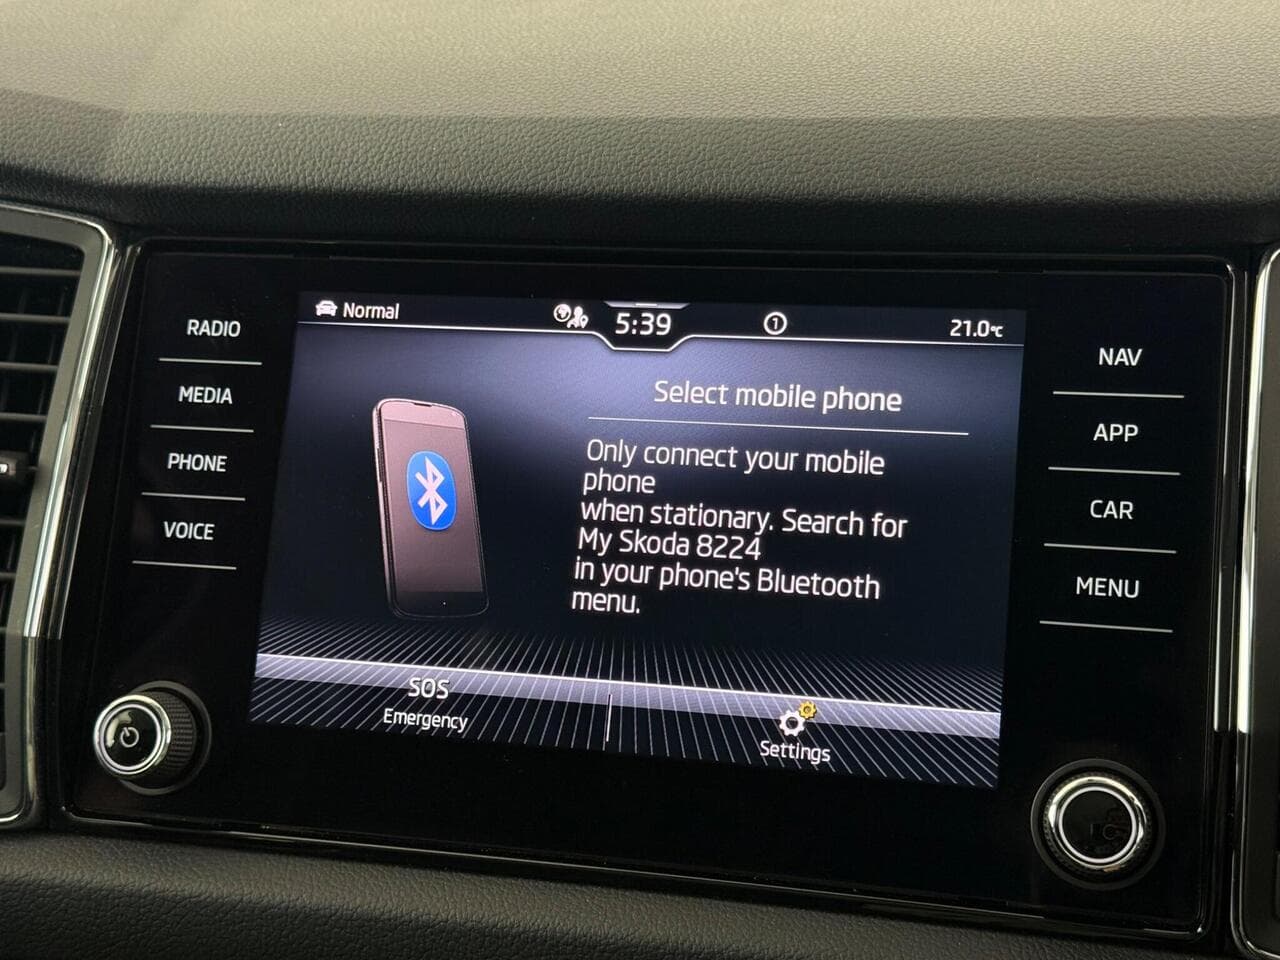 RADIO
MEDIA
PHONE
VOICE
Normal
5:39
1
21.0°C
Select mobile phone
Only connect your mobile
phone
when stationary. Search for
My Skoda 8224
in your phone's Bluetooth
menu.
SOS
Emergency
Settings
NAV
APP
CAR
MENU